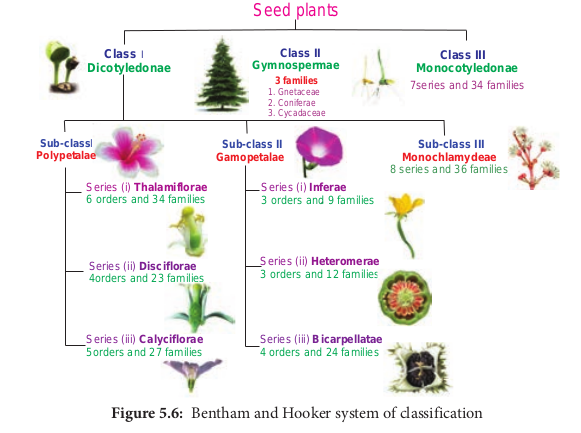 Seed plants
Class I
Dicotyledonae
Class II
Gymnospermae
3 families
1. Gnetaceae
2. Coniferae
3. Cycadaceae
Class III
Monocotyledonae
7series and 34 families
Sub-classI
Polypetalae
Sub-class II
Gamopetalae
Sub-class III
Monochlamydeae
8 series and 36 families
Series (i) Thalamiflorae
6 orders and 34 families
Series (ii) Disciflorae
4orders and 23 families
Series (iii) Calyciflorae
5orders and 27 families
Series (i) Inferae
3 orders and 9 families
Series (ii) Heteromerae
3 orders and 12 families
Series (iii) Bicarpellatae
4 orders and 24 families
Figure 5.6: Bentham and Hooker system of classification